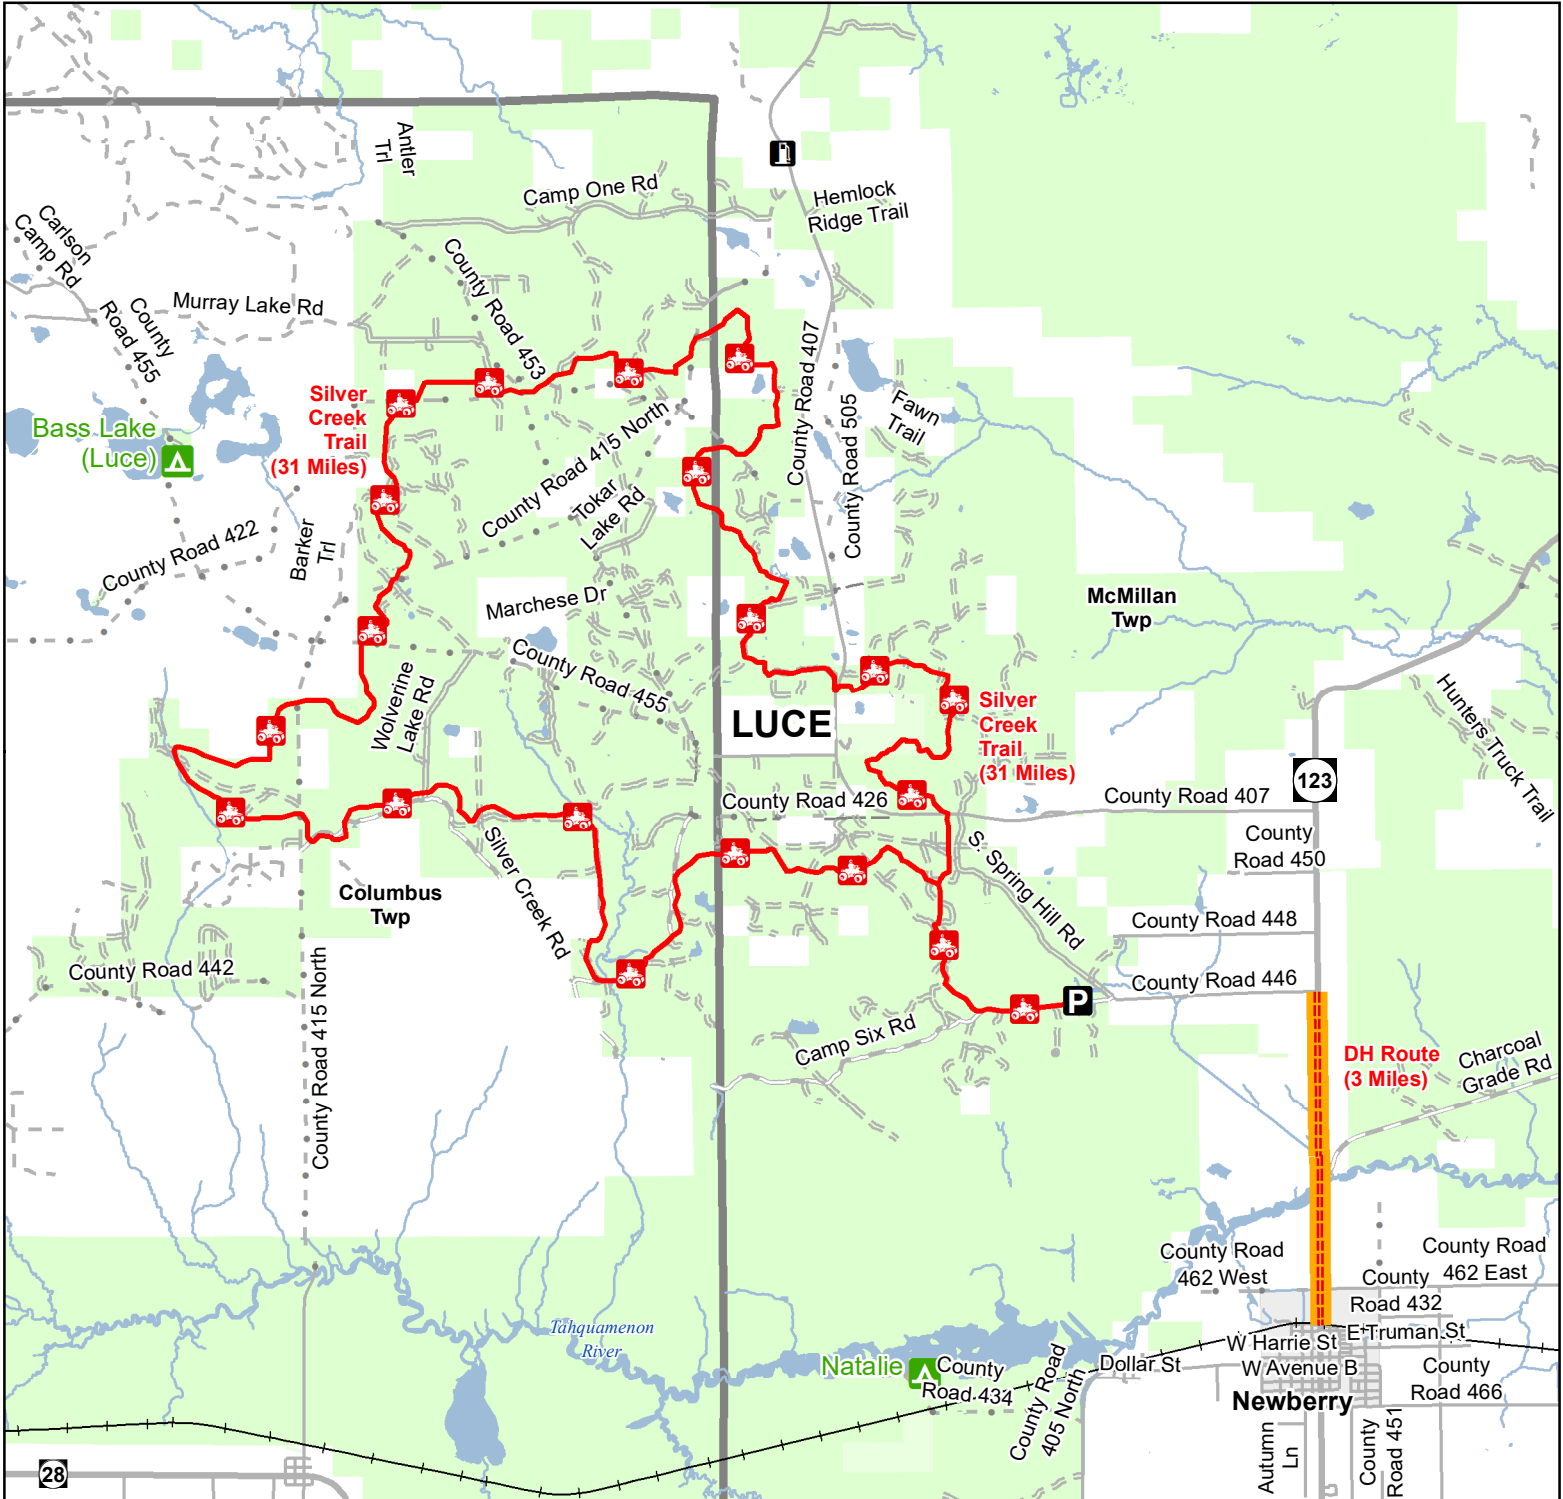 Antler
Trl
Camp One Rd
Hemlock
Ridge Trail
Carlson
Camp Rd
County
Road 455
Murray Lake Rd
County Road 453
County Road 407
Silver
Creek
Trail
(31 Miles)
Bass Lake
(Luce)
Fawn
Trail
County Road 415 North
Tokar
Lake Rd
County Road 505
County Road 422
Barker
Trl
Marchese Dr
McMillan
Twp
County Road 455
Wolverine
Lake Rd
LUCE
Silver
Creek
Trail
(31 Miles)
Hunters Truck Trail
123
County Road 426
County Road 407
County
Road 450
Silver Creek Rd
S. Spring Hill Rd
Columbus
Twp
County Road 448
County Road 442
County Road 446
P
County Road 415 North
Camp Six Rd
DH Route
(3 Miles)
Charcoal
Grade Rd
County Road
462 West
County Road
462 East
County
Road 432
Tahquamenon
River
E Truman St
W Harrie St
Natalie
County
Road 434
County Road
405 North
Dollar St
W Avenue B
County
Road 466
Newberry
Autumn
Ln
County
Road 451
28